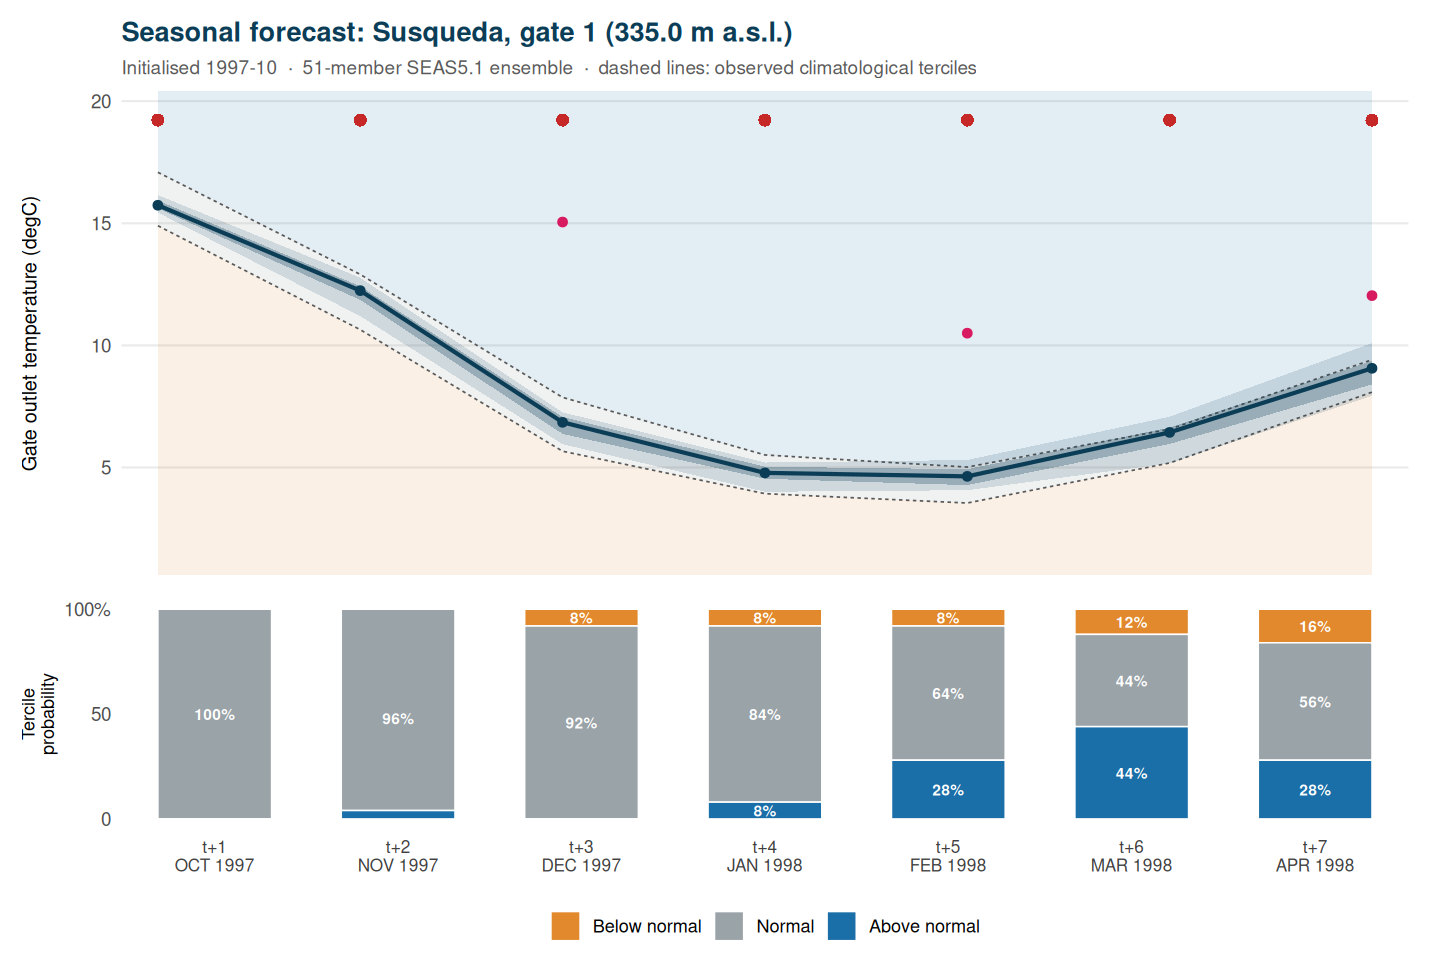 Seasonal forecast: Susqueda, gate 1 (335.0 m a.s.l.)
Initialised 1997-10 · 51-member SEAS5.1 ensemble · dashed lines: observed climatological terciles
Gate outlet temperature (degC)
20
15
10
5
Tercile
probability
100%
50
0
100%
96%
92%
8%
84%
8%
8%
64%
28%
8%
44%
44%
12%
56%
28%
16%
t+1
OCT 1997
t+2
NOV 1997
t+3
DEC 1997
t+4
JAN 1998
t+5
FEB 1998
t+6
MAR 1998
t+7
APR 1998
Below normal
Normal
Above normal